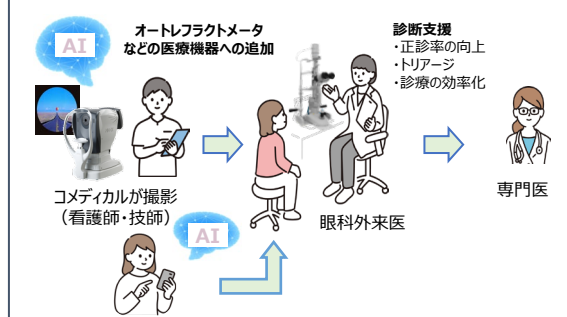 AI
オートレフラクトメータ
などの医療機器への追加
診断支援
・正診率の向上
・トリアージ
・診療の効率化
コメディカルが撮影
（看護師・技師）
眼科外来医
専門医
AI